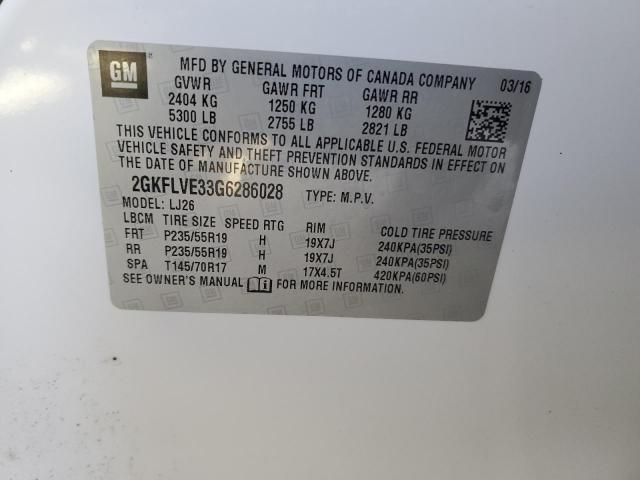 GM
MFD BY GENERAL MOTORS OF CANADA COMPANY 03/16
GVWR GAWR FRT GAWR RR
2404 KG 1250 KG 1280 KG
5300 LB 2755 LB 2821 LB
THIS VEHICLE CONFORMS TO ALL APPLICABLE U.S. FEDERAL MOTOR
VEHICLE SAFETY AND THEFT PREVENTION STANDARDS IN EFFECT ON
THE DATE OF MANUFACTURE SHOWN ABOVE.
2GKFLVE33G6286028 TYPE: M.P.V.
MODEL: LJ26
LBCM TIRE SIZE SPEED RTG RIM COLD TIRE PRESSURE
FRT P235/55R19 H 19X7J 240KPA(35PSI)
RR P235/55R19 H 19X7J 240KPA(35PSI)
SPA T145/70R17 M 17X4.5T 420KPA(60PSI)
SEE OWNER'S MANUAL FOR MORE INFORMATION.